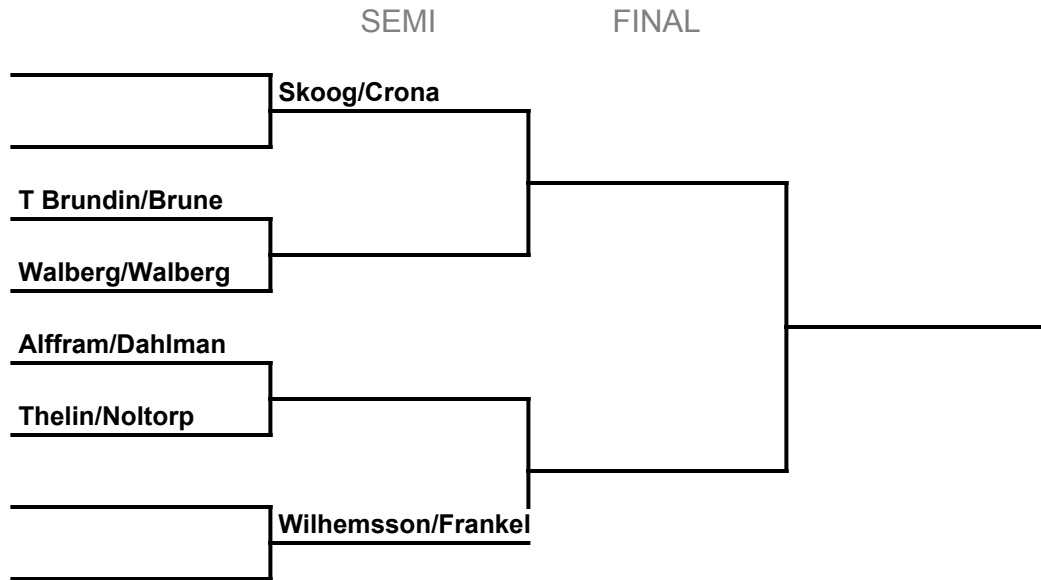 SEMI FINAL
Skoog/Crona
T Brundin/Brune
Walberg/Walberg
Alffram/Dahlman
Thelin/Noltorp
Wilhemsson/Frankel